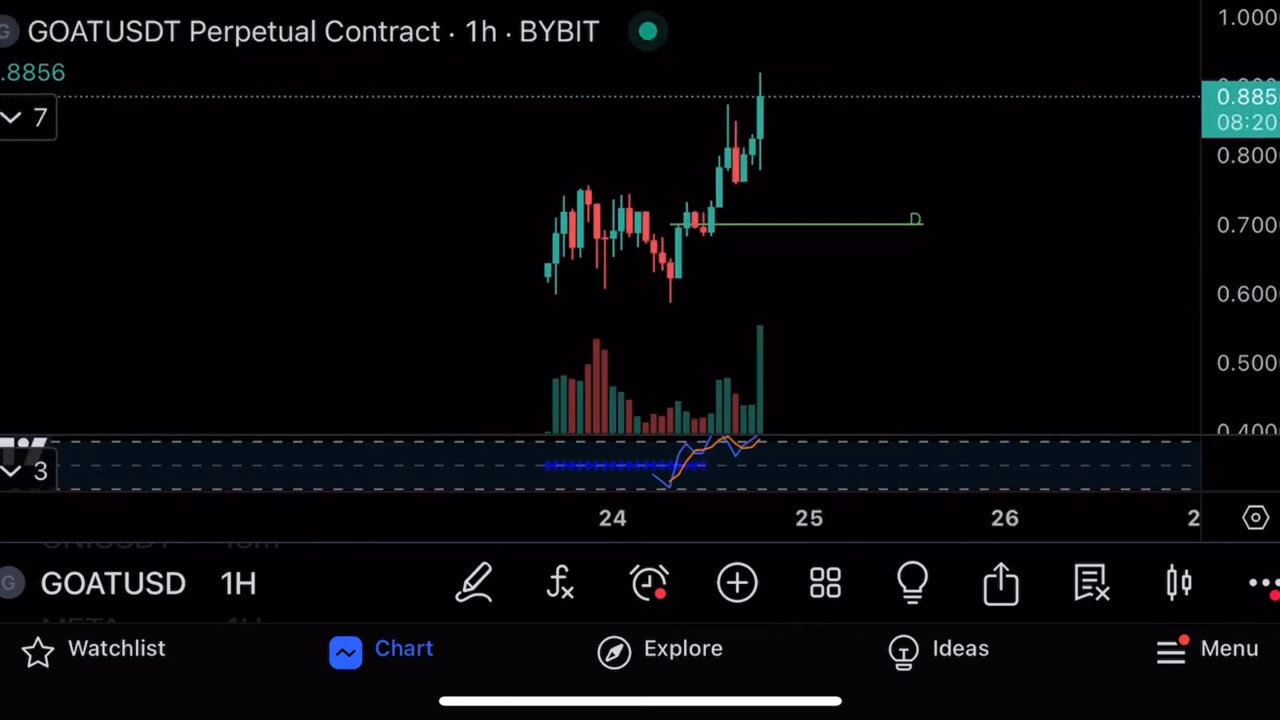 G GOATUSDT Perpetual Contract · 1h · BYBIT
1.000
.8856
0.885
08:20
7
0.800
D
0.700
0.600
0.500
0.400
3
24 25 26 2
G GOATUSD 1H
Watchlist Chart Explore Ideas Menu